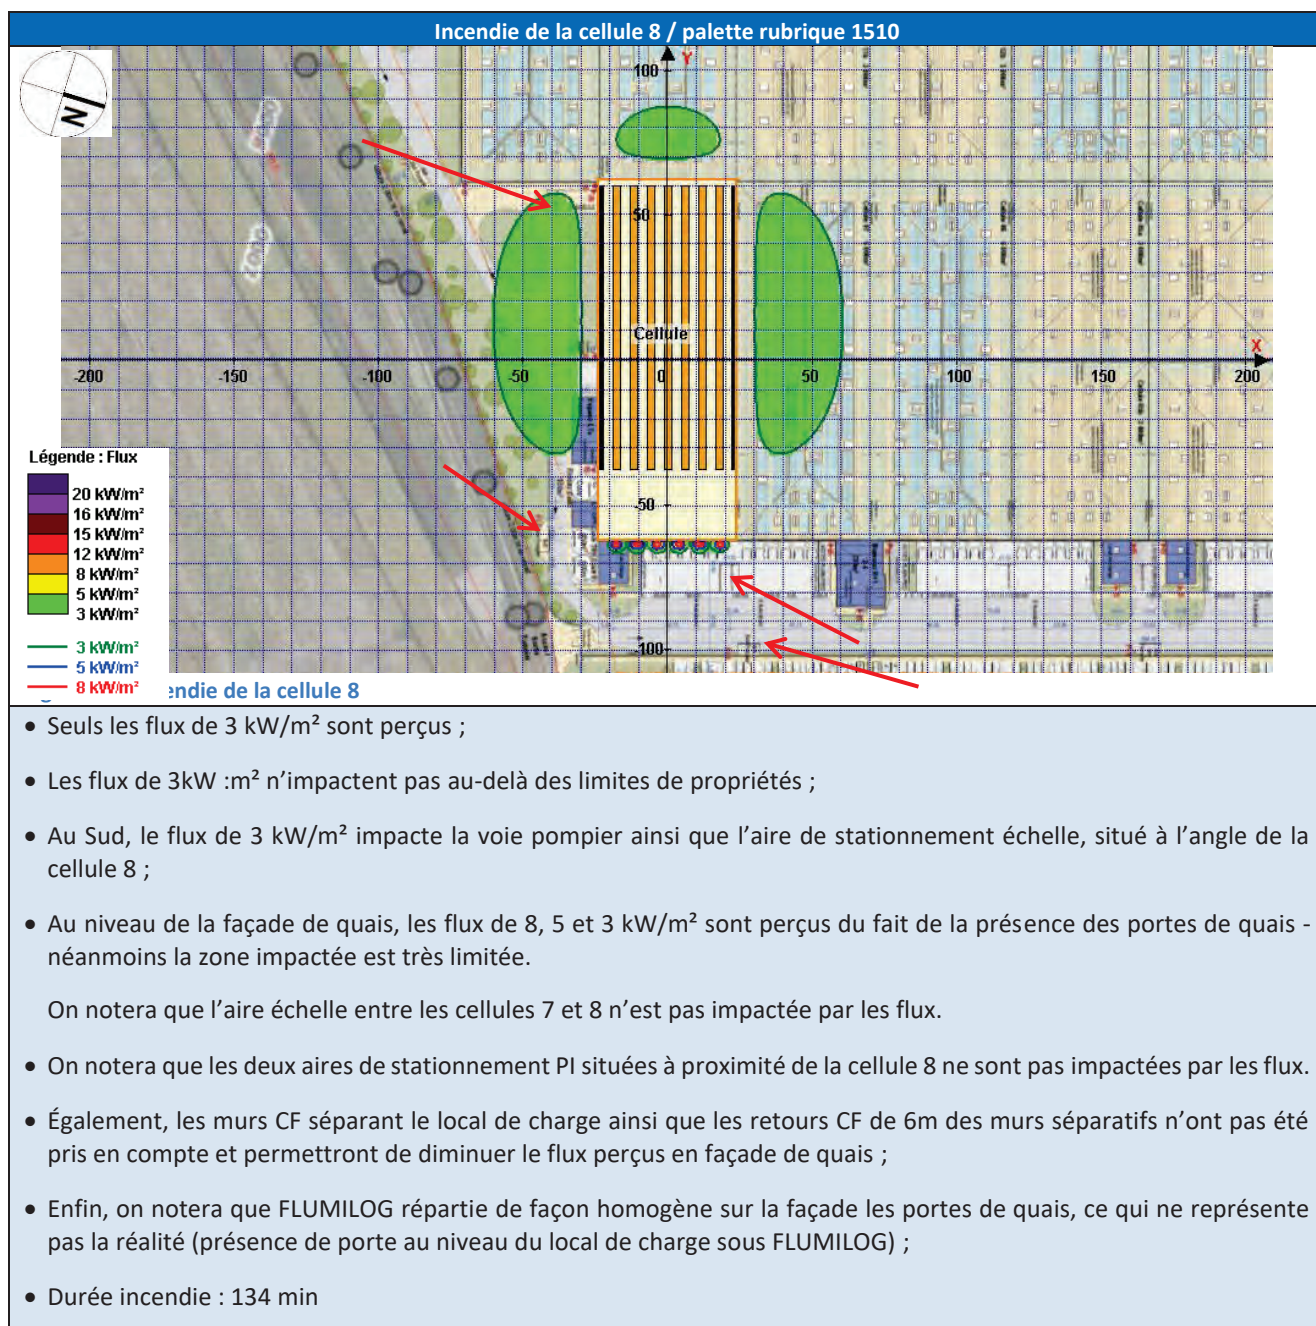 Incendie de la cellule 8 / palette rubrique 1510
N
Y
100
50
Cellule
X
-200
-150
-100
-50
0
50
100
150
200
-50
-100
Légende : Flux
20 kW/m²
16 kW/m²
15 kW/m²
12 kW/m²
8 kW/m²
5 kW/m²
3 kW/m²
3 kW/m²
5 kW/m²
8 kW/m²
endie de la cellule 8
• Seuls les flux de 3 kW/m² sont perçus ;
• Les flux de 3kW :m² n’impactent pas au-delà des limites de propriétés ;
• Au Sud, le flux de 3 kW/m² impacte la voie pompier ainsi que l’aire de stationnement échelle, situé à l’angle de la
cellule 8 ;
• Au niveau de la façade de quais, les flux de 8, 5 et 3 kW/m² sont perçus du fait de la présence des portes de quais -
néanmoins la zone impactée est très limitée.
On notera que l’aire échelle entre les cellules 7 et 8 n’est pas impactée par les flux.
• On notera que les deux aires de stationnement PI situées à proximité de la cellule 8 ne sont pas impactées par les flux.
• Également, les murs CF séparant le local de charge ainsi que les retours CF de 6m des murs séparatifs n’ont pas été
pris en compte et permettront de diminuer le flux perçus en façade de quais ;
• Enfin, on notera que FLUMILOG répartie de façon homogène sur la façade les portes de quais, ce qui ne représente
pas la réalité (présence de porte au niveau du local de charge sous FLUMILOG) ;
• Durée incendie : 134 min